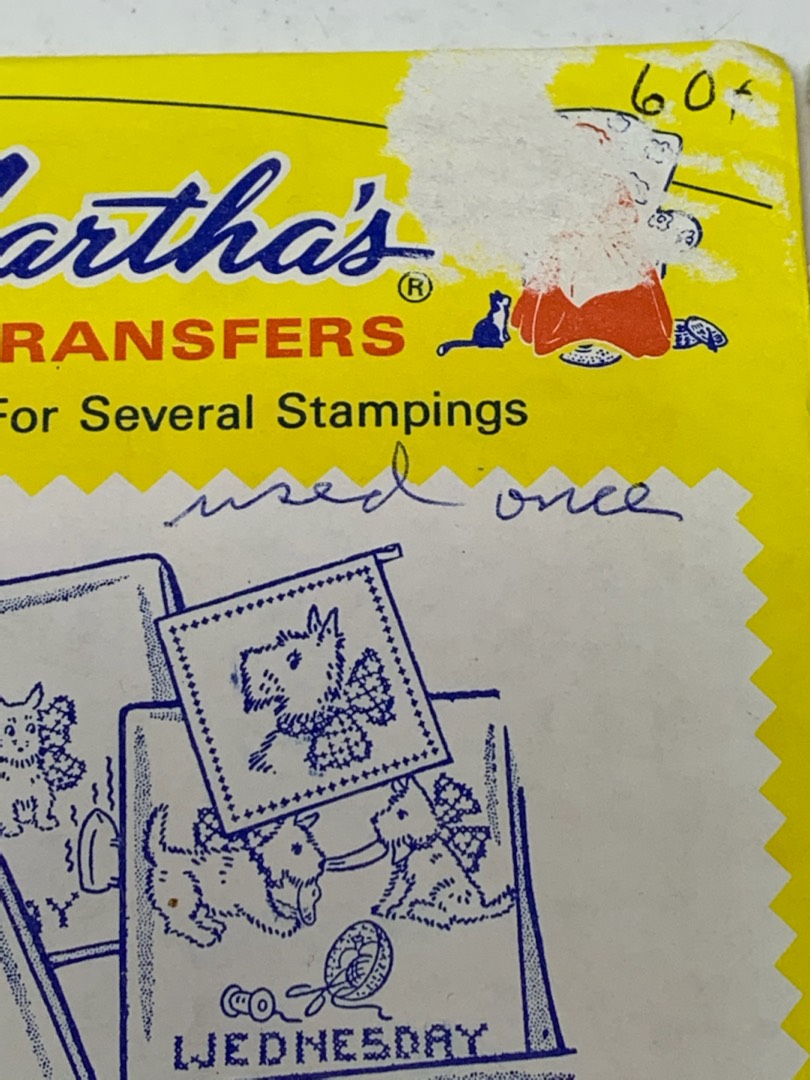 60¢
artha's®
RANSFERS
For Several Stampings
used once
WEDNESDAY